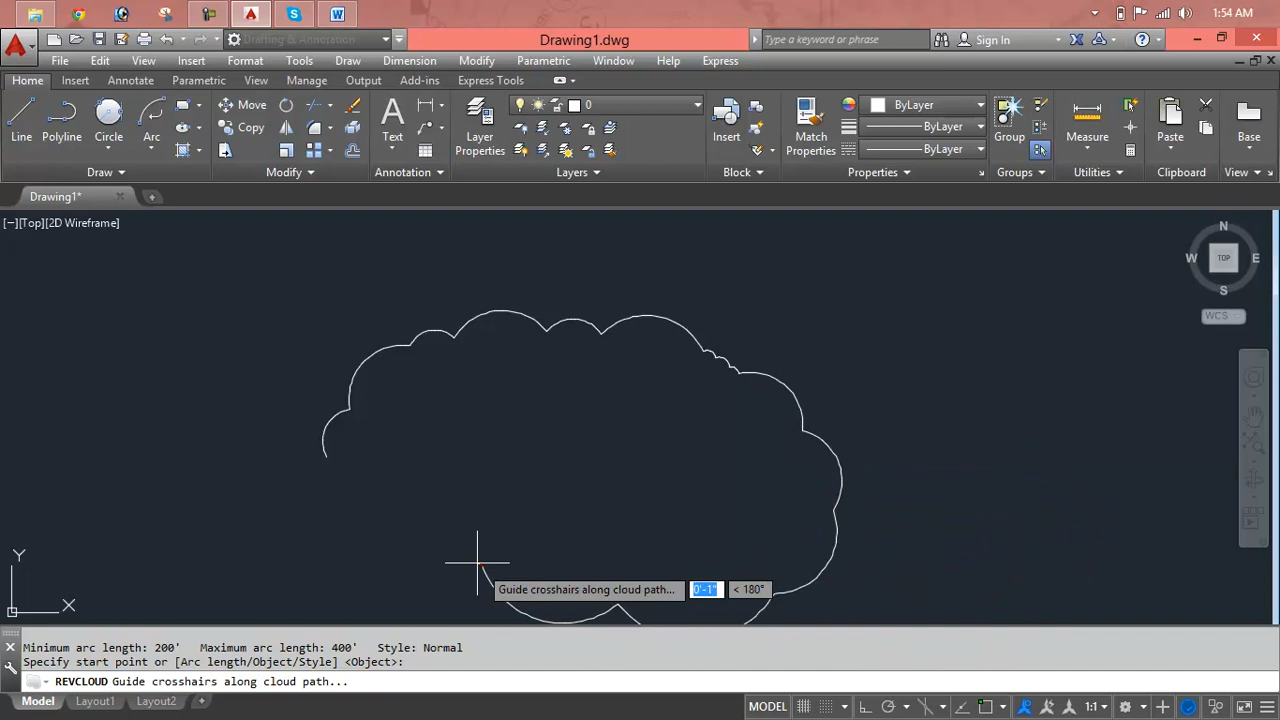 1:54 AM
Drafting & Annotation
Drawing1.dwg
Type a keyword or phrase
Sign In
File Edit View Insert Format Tools Draw Dimension Modify Parametric Window Help Express
Home Insert Annotate Parametric View Manage Output Add-ins Express Tools
Line Polyline Circle Arc
Move
Copy
Text
Layer
Properties
0
Insert
Match
Properties
ByLayer
ByLayer
ByLayer
Group
Measure
Paste
Base
Draw Modify Annotation Layers Block Properties Groups Utilities Clipboard View
Drawing1*
[−][Top][2D Wireframe]
N
W TOP E
S
WCS
Guide crosshairs along cloud path... 0'-1" < 180°
Y
X
Minimum arc length: 200' Maximum arc length: 400' Style: Normal
Specify start point or [Arc length/Object/Style] <Object>:
REVCLOUD Guide crosshairs along cloud path...
Model Layout1 Layout2
MODEL
1:1